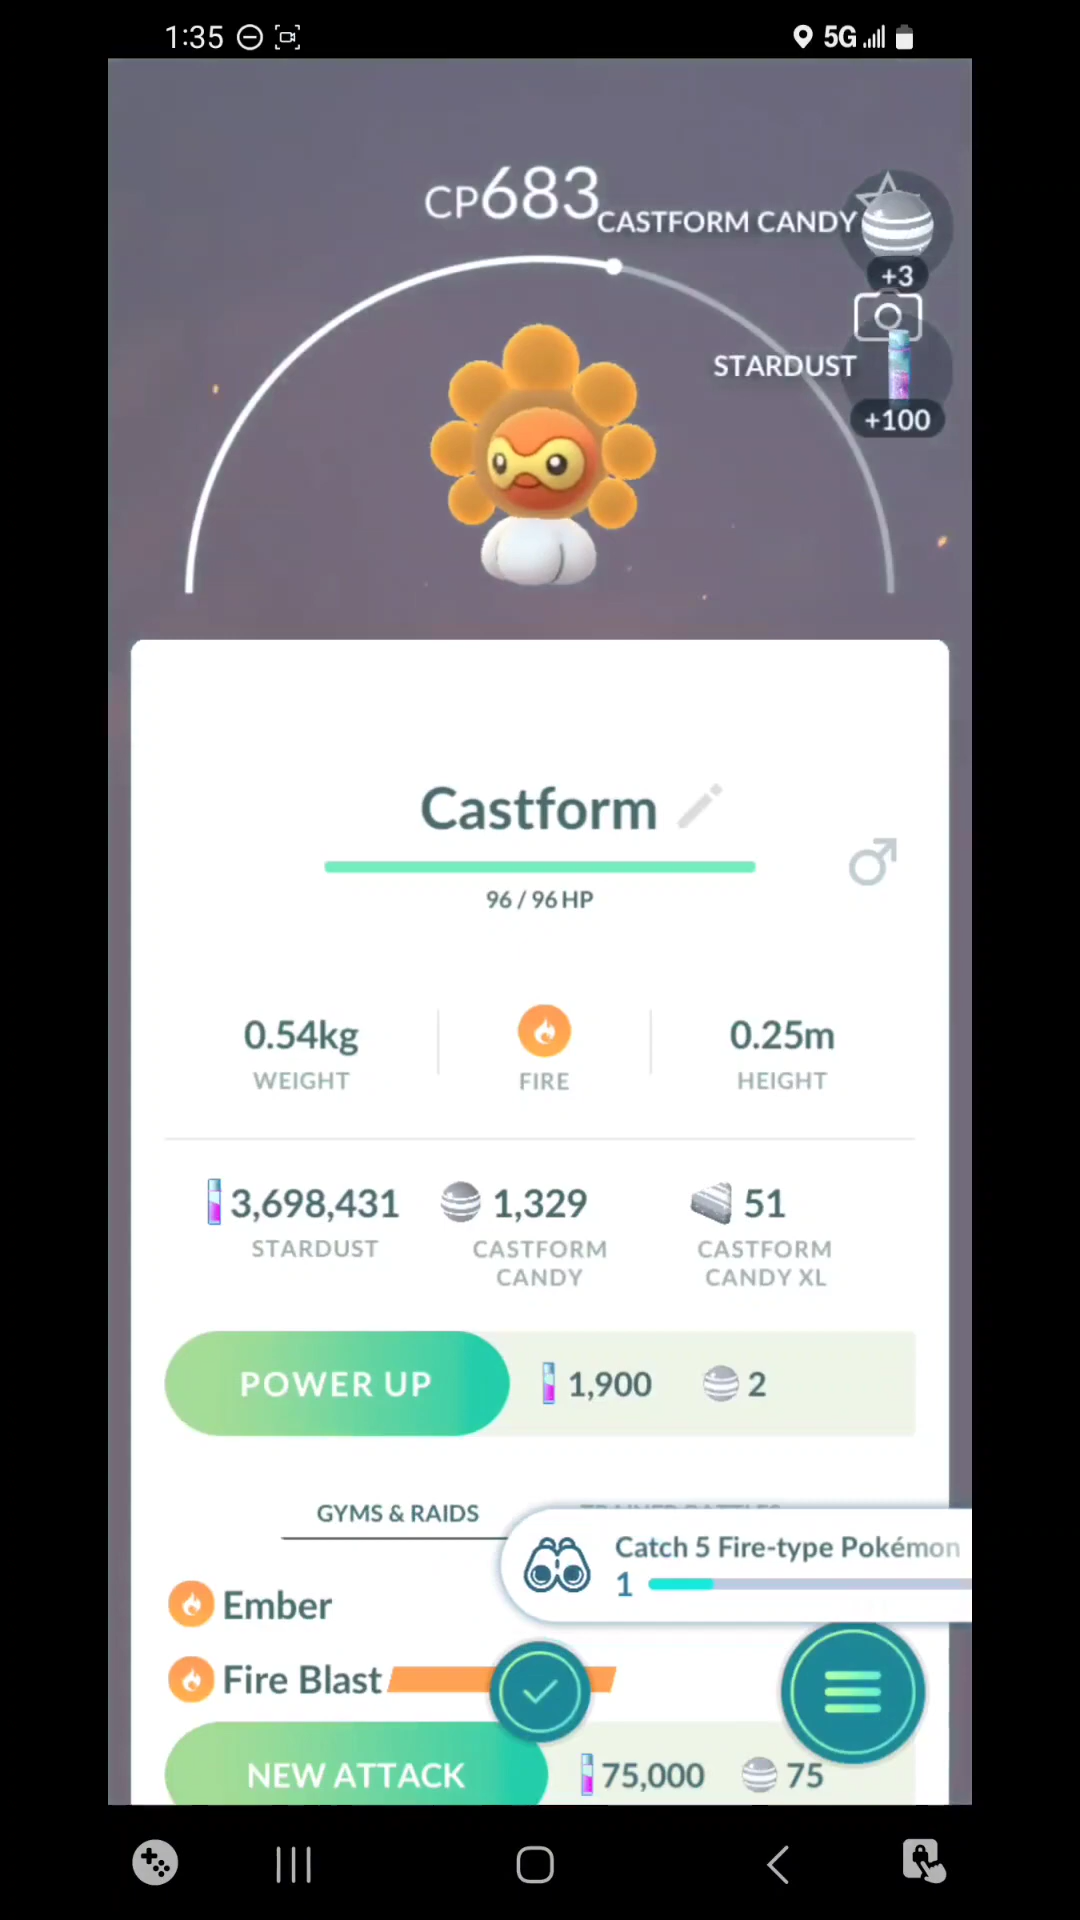 1:35
5G
CP683
CASTFORM CANDY
+3
STARDUST
+100
Castform
96 / 96 HP
0.54kg
WEIGHT
FIRE
0.25m
HEIGHT
3,698,431
STARDUST
1,329
CASTFORM
CANDY
51
CASTFORM
CANDY XL
POWER UP
1,900
2
GYMS & RAIDS
TRAINER BATTLES
Catch 5 Fire-type Pokémon
1
Ember
Fire Blast
NEW ATTACK
75,000
75